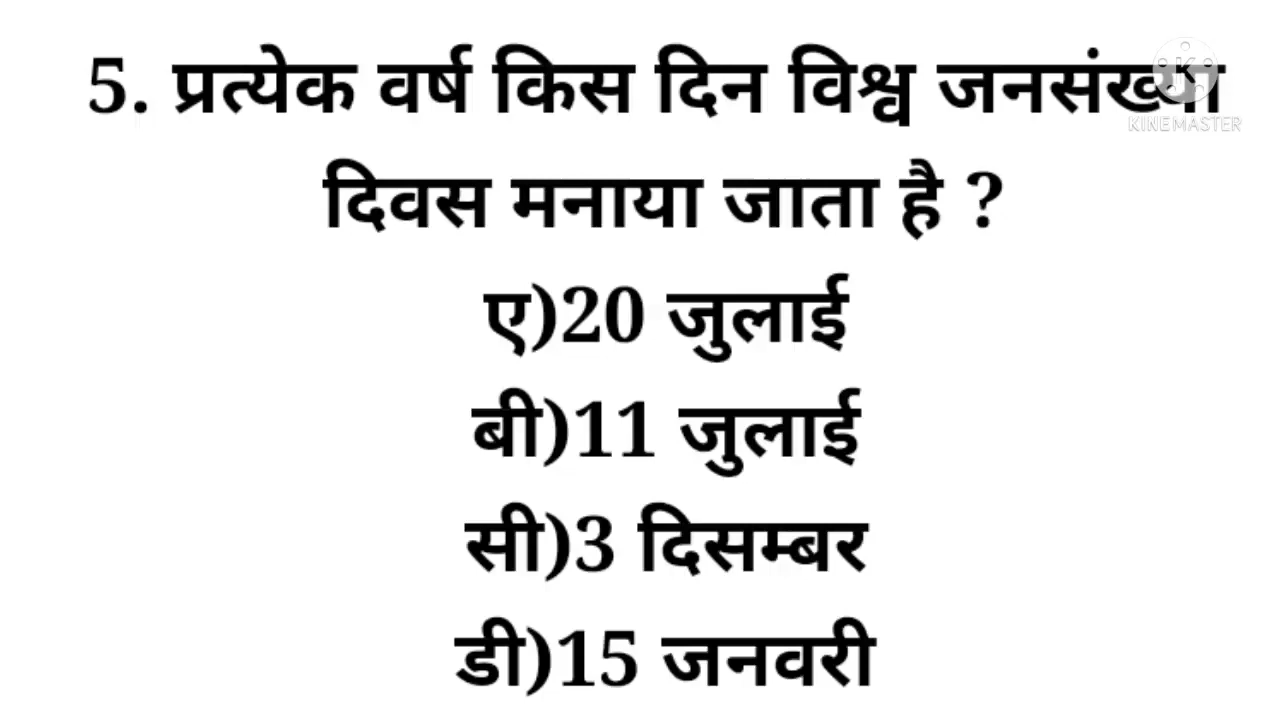 5. प्रत्येक वर्ष किस दिन विश्व जनसंख्या
KINEMASTER
दिवस मनाया जाता है ?
ए)20 जुलाई
बी)11 जुलाई
सी)3 दिसम्बर
डी)15 जनवरी